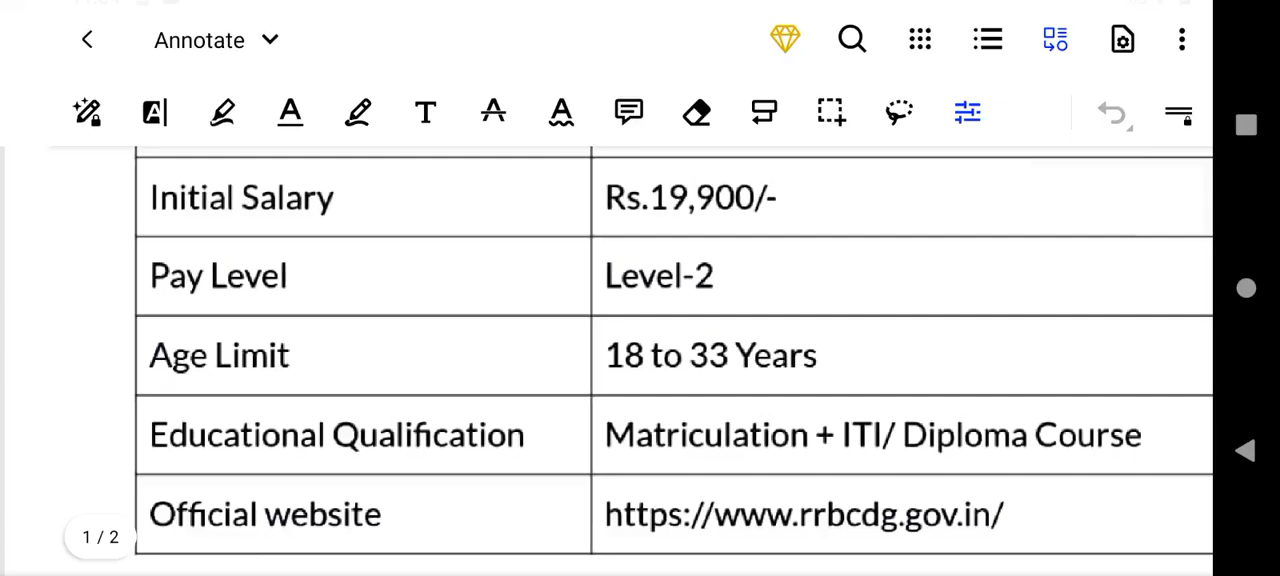 Annotate
Initial Salary Rs.19,900/-
Pay Level Level-2
Age Limit 18 to 33 Years
Educational Qualification Matriculation + ITI/ Diploma Course
Official website https://www.rrbcdg.gov.in/
1 / 2